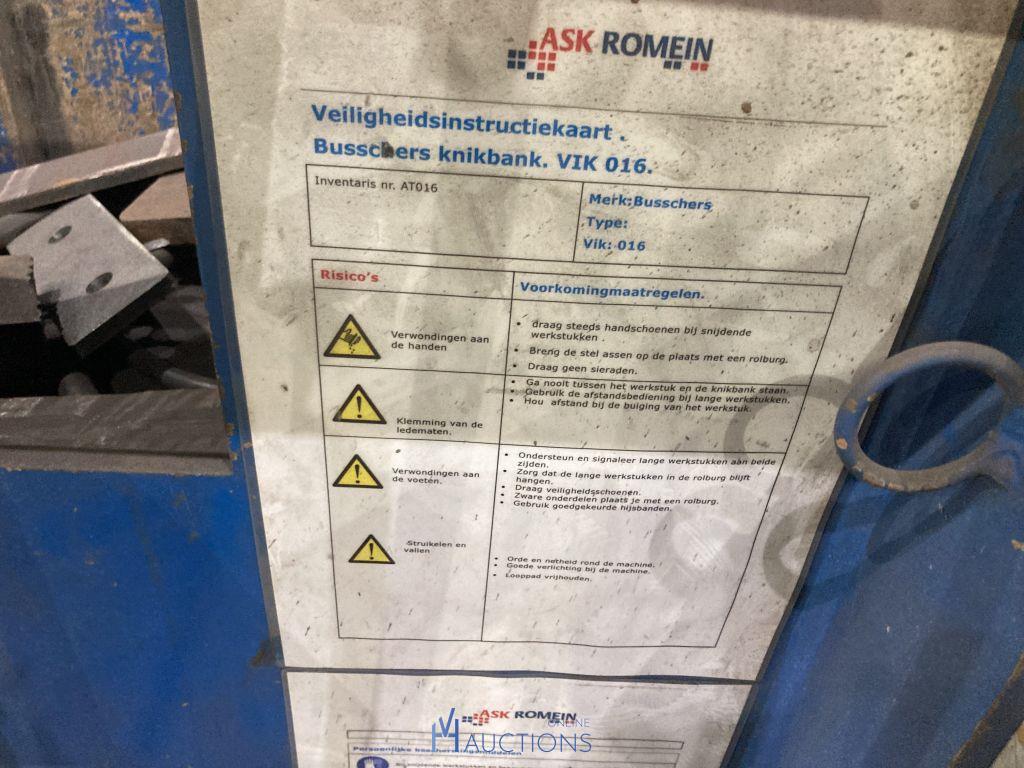 ASK ROMEIN
Veiligheidsinstructiekaart .
Busschers knikbank. VIK 016.
Inventaris nr. AT016
Merk:Busschers
Type:
Vik: 016
Risico's
Voorkomingmaatregelen.
Verwondingen aan
de handen
• draag steeds handschoenen bij snijdende
werkstukken .
• Breng de stel assen op de plaats met een rolburg.
• Draag geen sieraden.
Klemming van de
ledematen.
• Ga nooit tussen het werkstuk en de knikbank staan.
• Gebruik de afstandsbediening bij lange werkstukken.
• Hou afstand bij de buiging van het werkstuk.
Verwondingen aan
de voeten.
• Ondersteun en signaleer lange werkstukken aan beide
zijden.
• Zorg dat de lange werkstukken in de rolburg blijft
hangen.
• Draag veiligheidsschoenen.
• Zware onderdelen plaats je met een rolburg.
• Gebruik goedgekeurde hijsbanden.
Struikelen en
vallen
• Orde en netheid rond de machine.
• Goede verlichting bij de machine.
• Looppad vrijhouden.
ASK ROMEIN
ONLINE
AUCTIONS
Persoonlijke